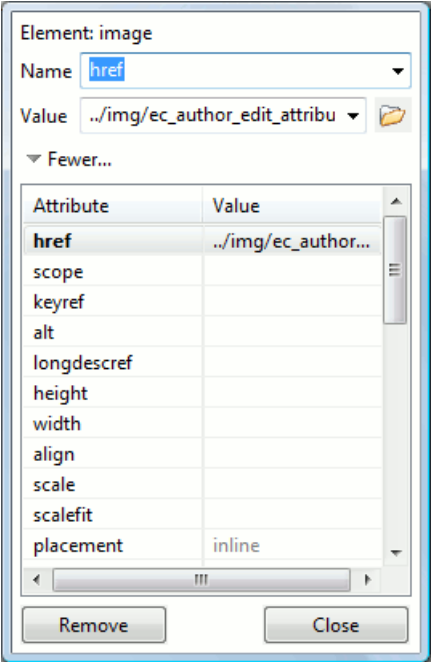 Element: image
Name href
Value ../img/ec_author_edit_attribu
Fewer...
Attribute Value
href ../img/ec_author...
scope
keyref
alt
longdescref
height
width
align
scale
scalefit
placement inline
Remove Close